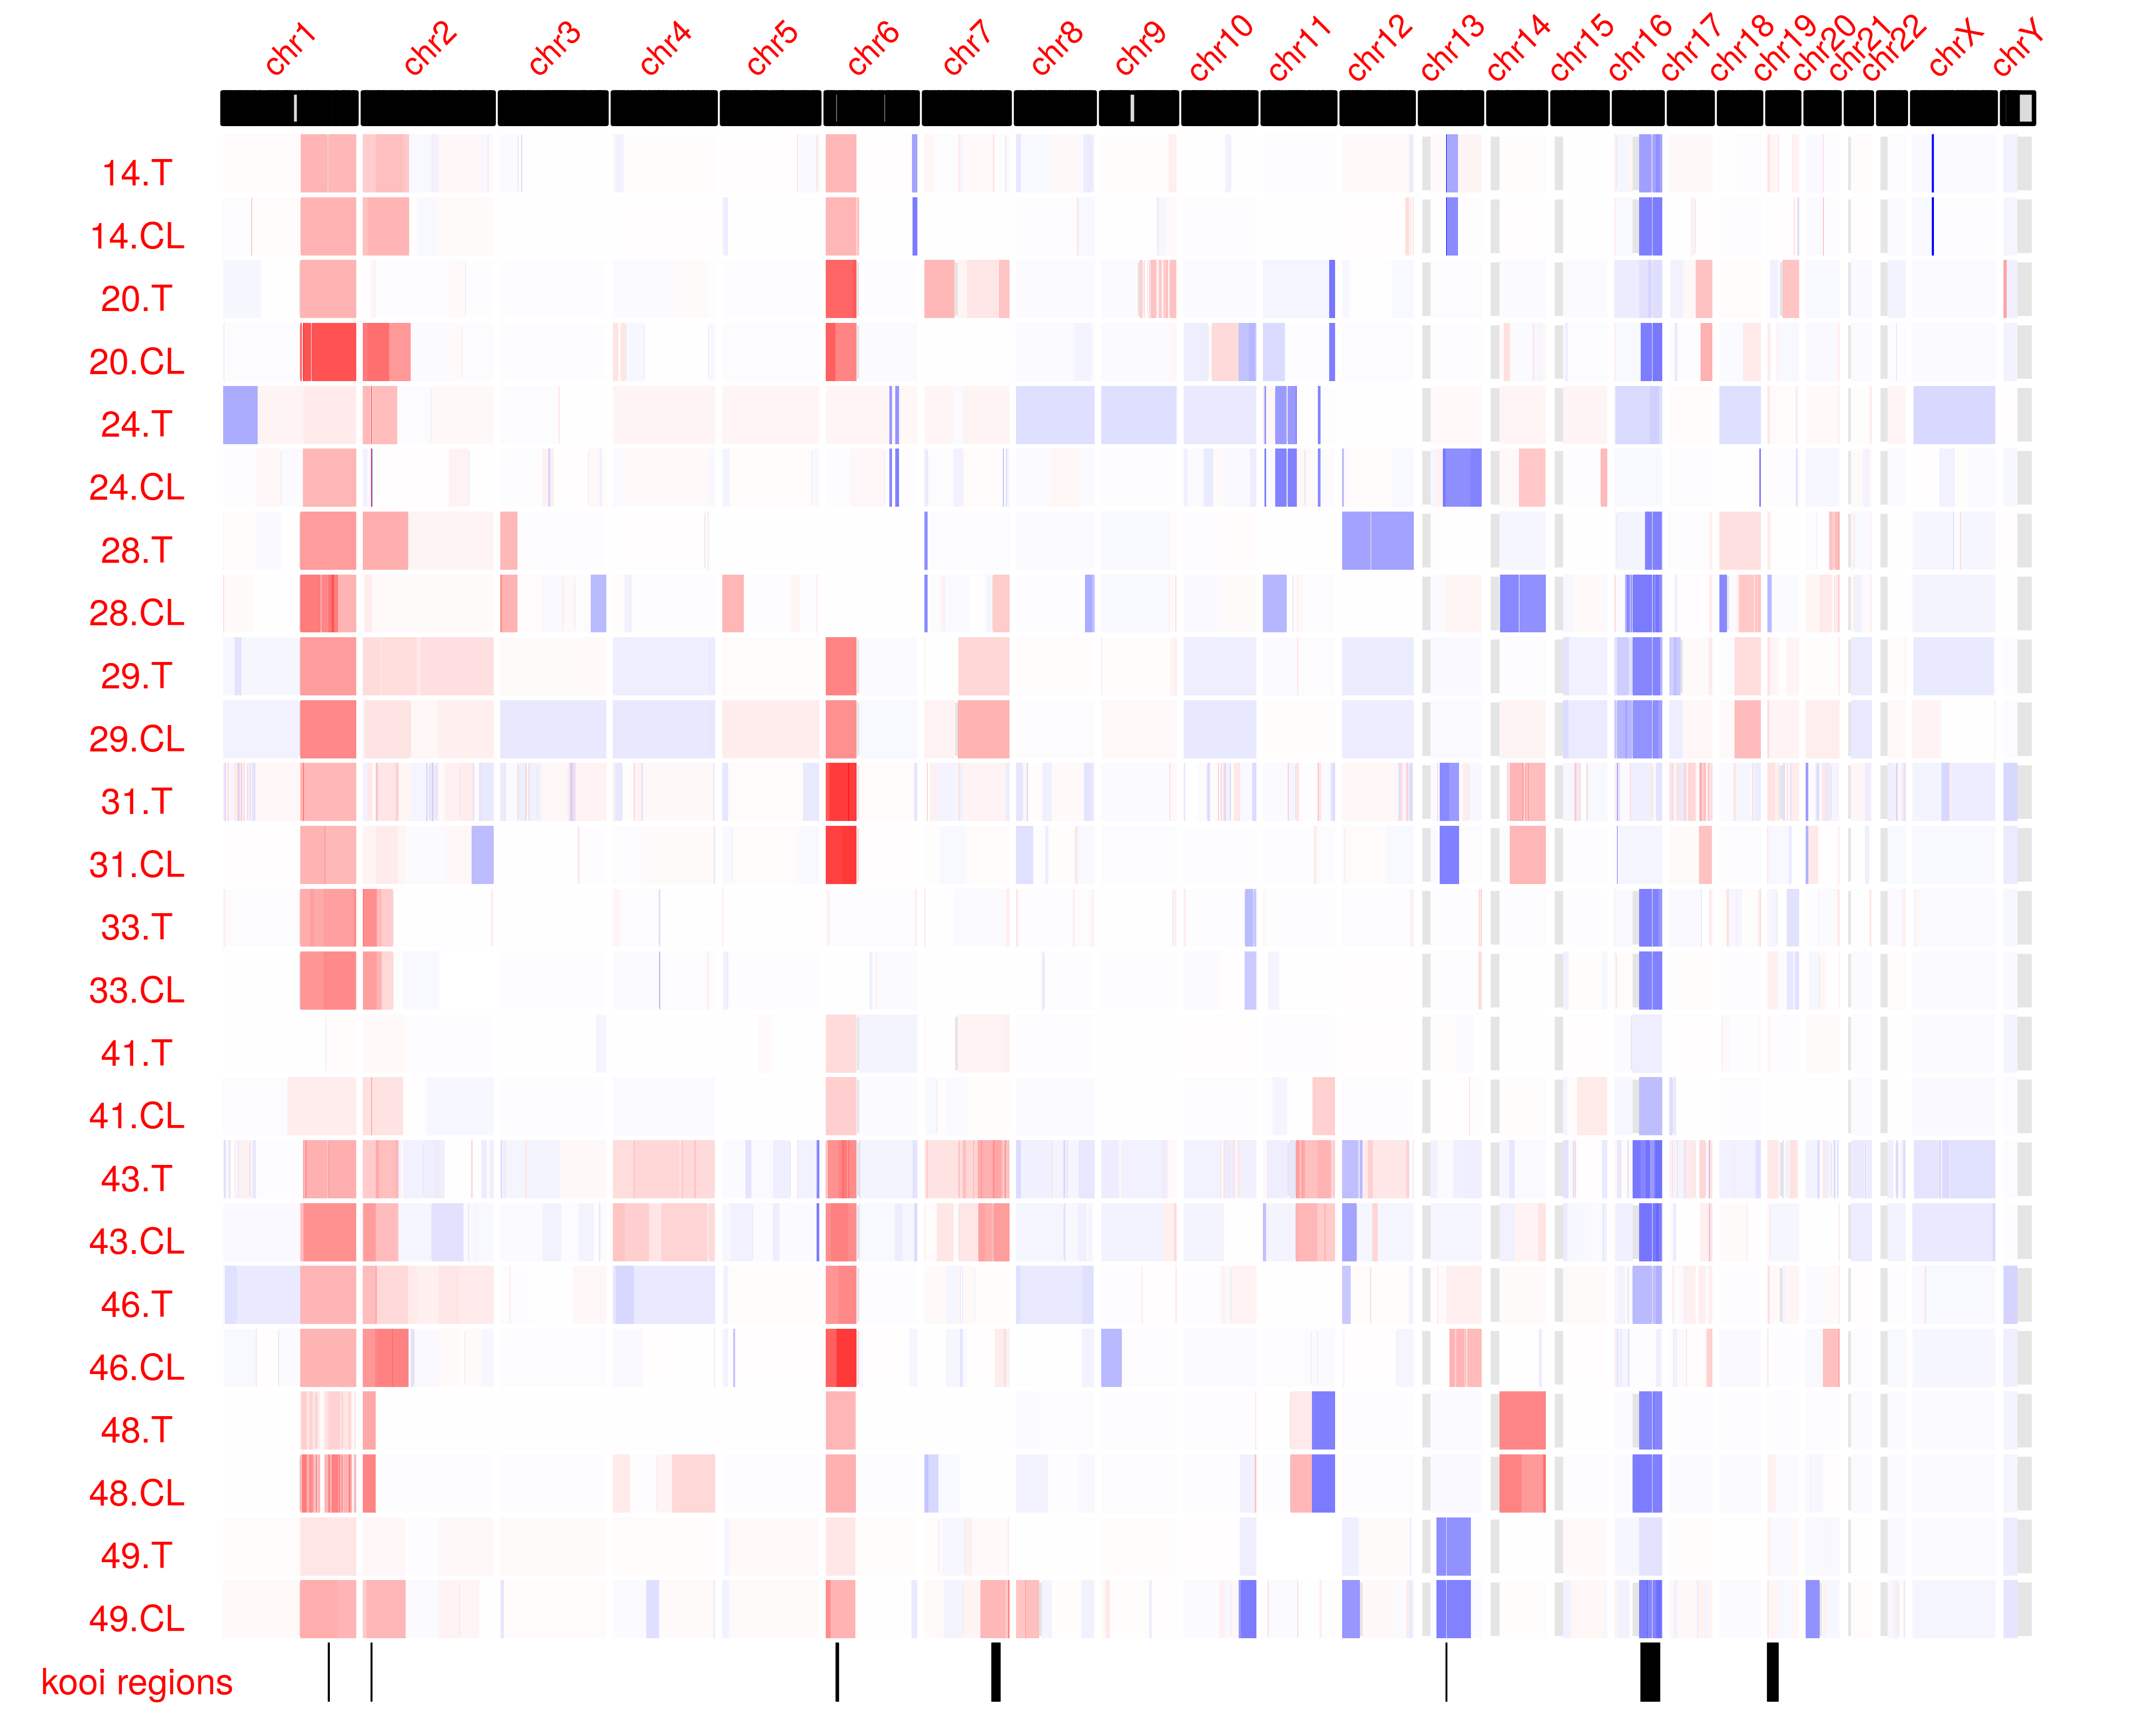 chr1
chr2
chr3
chr4
chr5
chr6
chr7
chr8
chr9
chr10
chr11
chr12
chr13
chr14
chr15
chr16
chr17
chr18
chr19
chr20
chr21
chr22
chrX
chrY
14.T
14.CL
20.T
20.CL
24.T
24.CL
28.T
28.CL
29.T
29.CL
31.T
31.CL
33.T
33.CL
41.T
41.CL
43.T
43.CL
46.T
46.CL
48.T
48.CL
49.T
49.CL
kooi regions